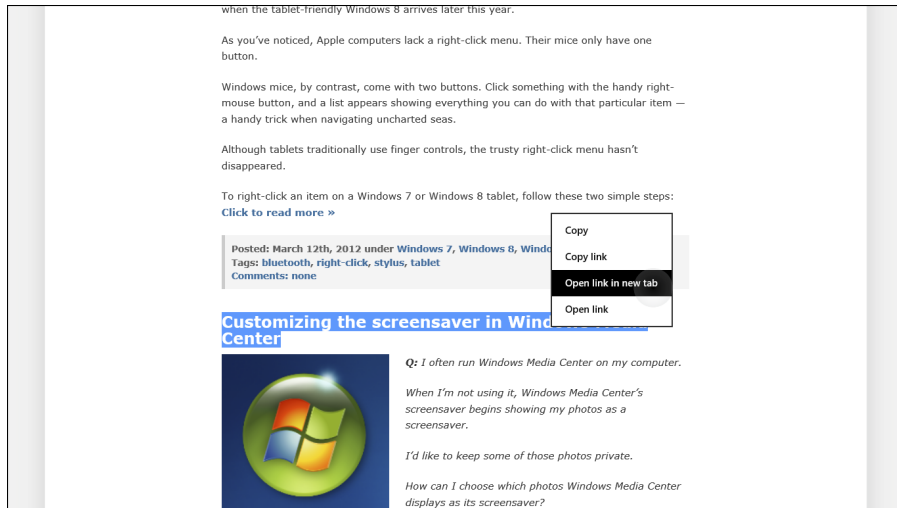 when the tablet-friendly Windows 8 arrives later this year.
As you've noticed, Apple computers lack a right-click menu. Their mice only have one
button.
Windows mice, by contrast, come with two buttons. Click something with the handy right-
mouse button, and a list appears showing everything you can do with that particular item —
a handy trick when navigating uncharted seas.
Although tablets traditionally use finger controls, the trusty right-click menu hasn't
disappeared.
To right-click an item on a Windows 7 or Windows 8 tablet, follow these two simple steps:
Click to read more »
Posted: March 12th, 2012 under Windows 7, Windows 8,
Tags: bluetooth, right-click, stylus, tablet
Comments: none
Copy
Copy link
Open link in new tab
Open link
Customizing the screensaver in
Center
Q: I often run Windows Media Center on my computer.
When I'm not using it, Windows Media Center's
screensaver begins showing my photos as a
screensaver.
I'd like to keep some of those photos private.
How can I choose which photos Windows Media Center
displays as its screensaver?